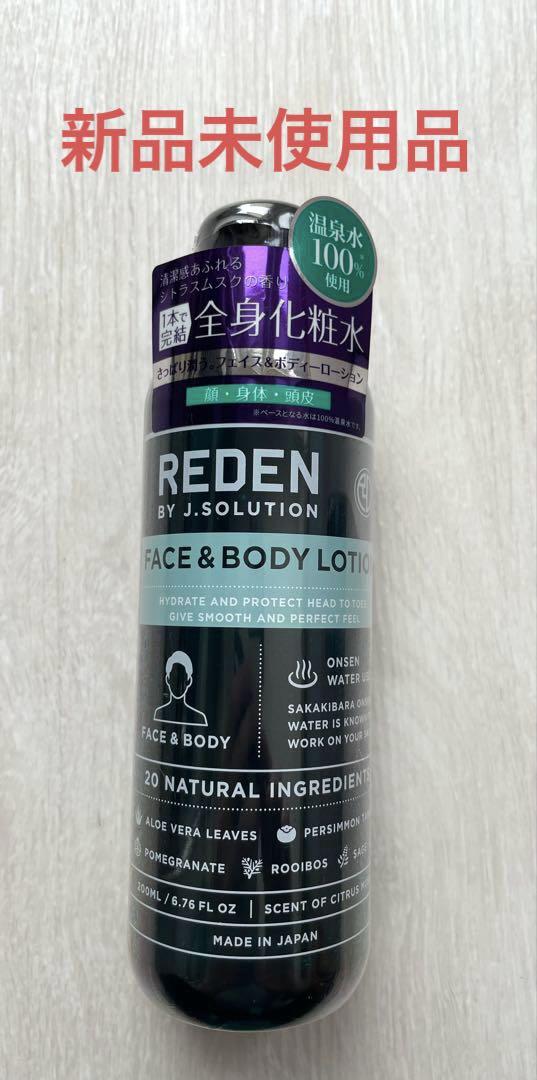 新品未使用品
温泉水
100%
使用
清潔感あふれる
シトラスムスクの香り
1本で
完結
全身化粧水
さっぱり潤う。フェイス&ボディーローション
顔・身体・頭皮
※ベースとなる水は100%温泉水です。
REDEN
BY J.SOLUTION
FACE & BODY LOTIO
HYDRATE AND PROTECT HEAD TO TOES
GIVE SMOOTH AND PERFECT FEEL
ONSEN
WATER
SAKAKIBARA
WATER IS KNOWN
WORK ON YOUR
FACE & BODY
20 NATURAL INGREDIENTS
ALOE VERA LEAVES
PERSIMMON
POMEGRANATE
ROOIBOS
200ML / 6.76 FL OZ | SCENT OF CITRUS
MADE IN JAPAN